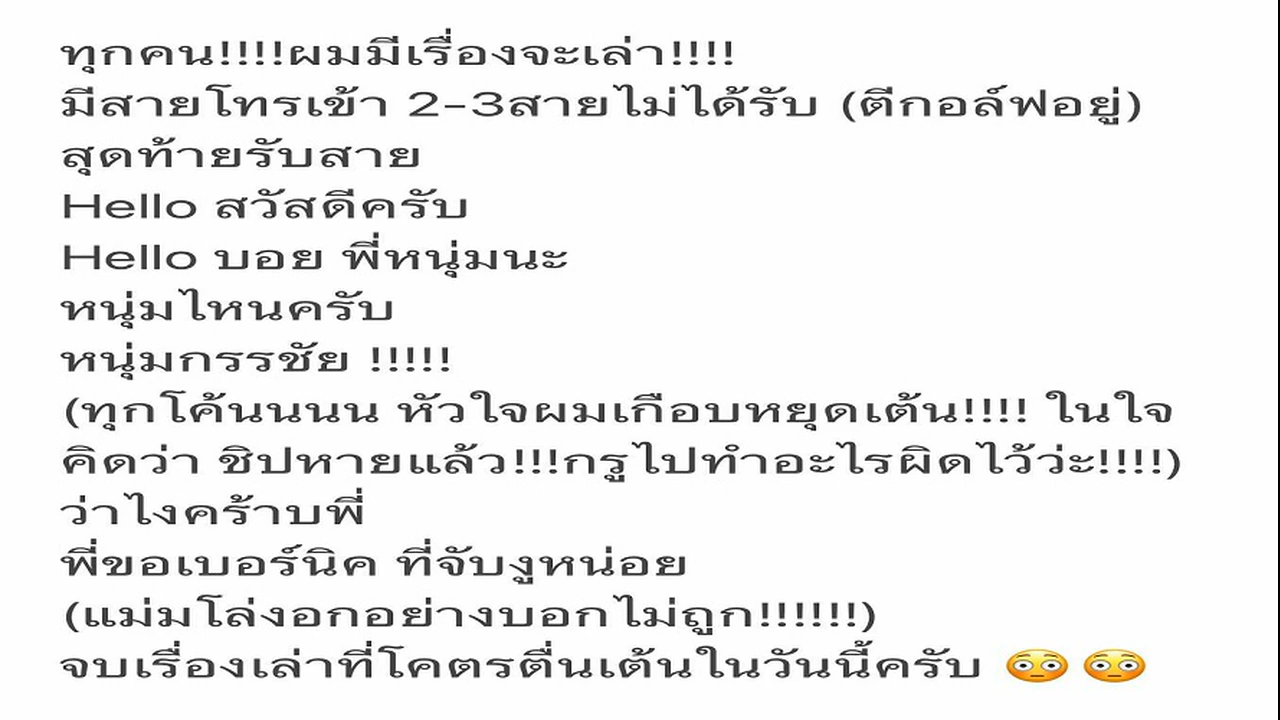 ทุกคน!!!!ผมมีเรื่องจะเล่า!!!!
มีสายโทรเข้า 2-3สายไม่ได้รับ (ตีกอล์ฟอยู่)
สุดท้ายรับสาย
Hello สวัสดีครับ
Hello บอย พี่หนุ่มนะ
หนุ่มไหนครับ
หนุ่มกรรชัย !!!!!
(ทุกโค้นนนนน หัวใจผมเกือบหยุดเต้น!!!! ในใจ
คิดว่า ชิปหายแล้ว!!!กรูไปทำอะไรผิดไว้ว่ะ!!!!)
ว่าไงคร้าบพี่
พี่ขอเบอร์นิค ที่จับงูหน่อย
(แม่มโล่งอกอย่างบอกไม่ถูก!!!!!!)
จบเรื่องเล่าที่โคตรตื่นเต้นในวันนี้ครับ 😳 😳